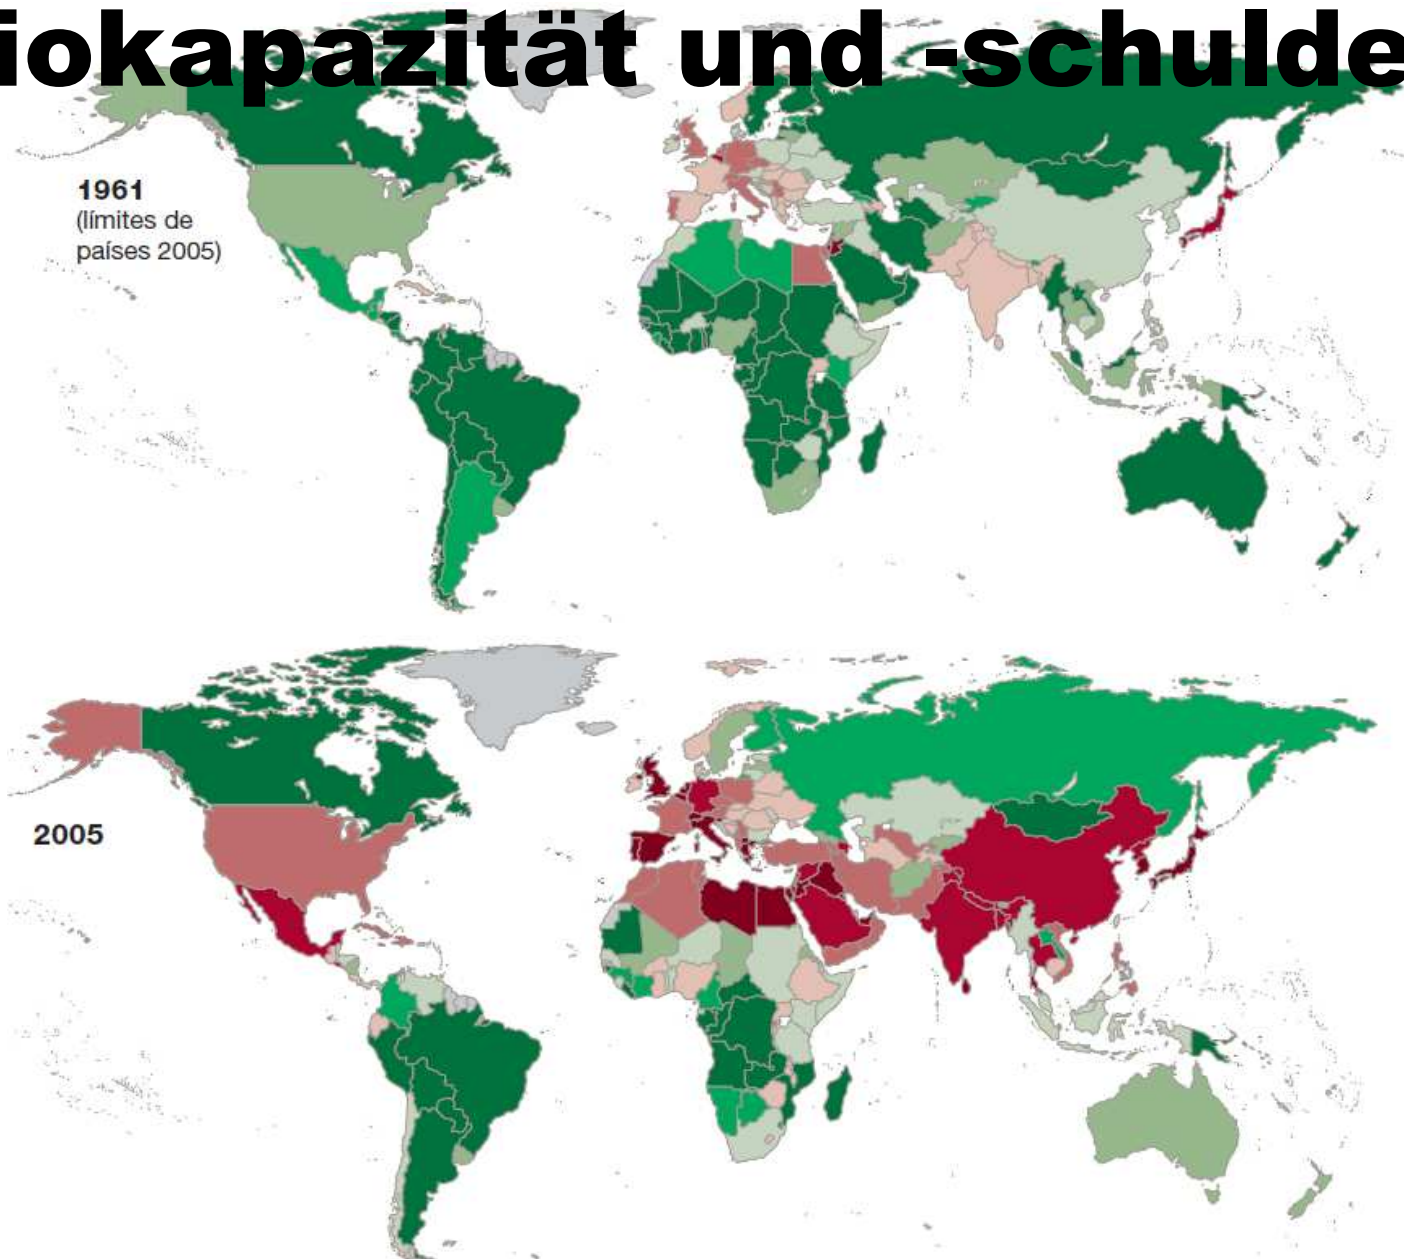 iokapazität und -schulde
1961
(límites de
países 2005)
2005